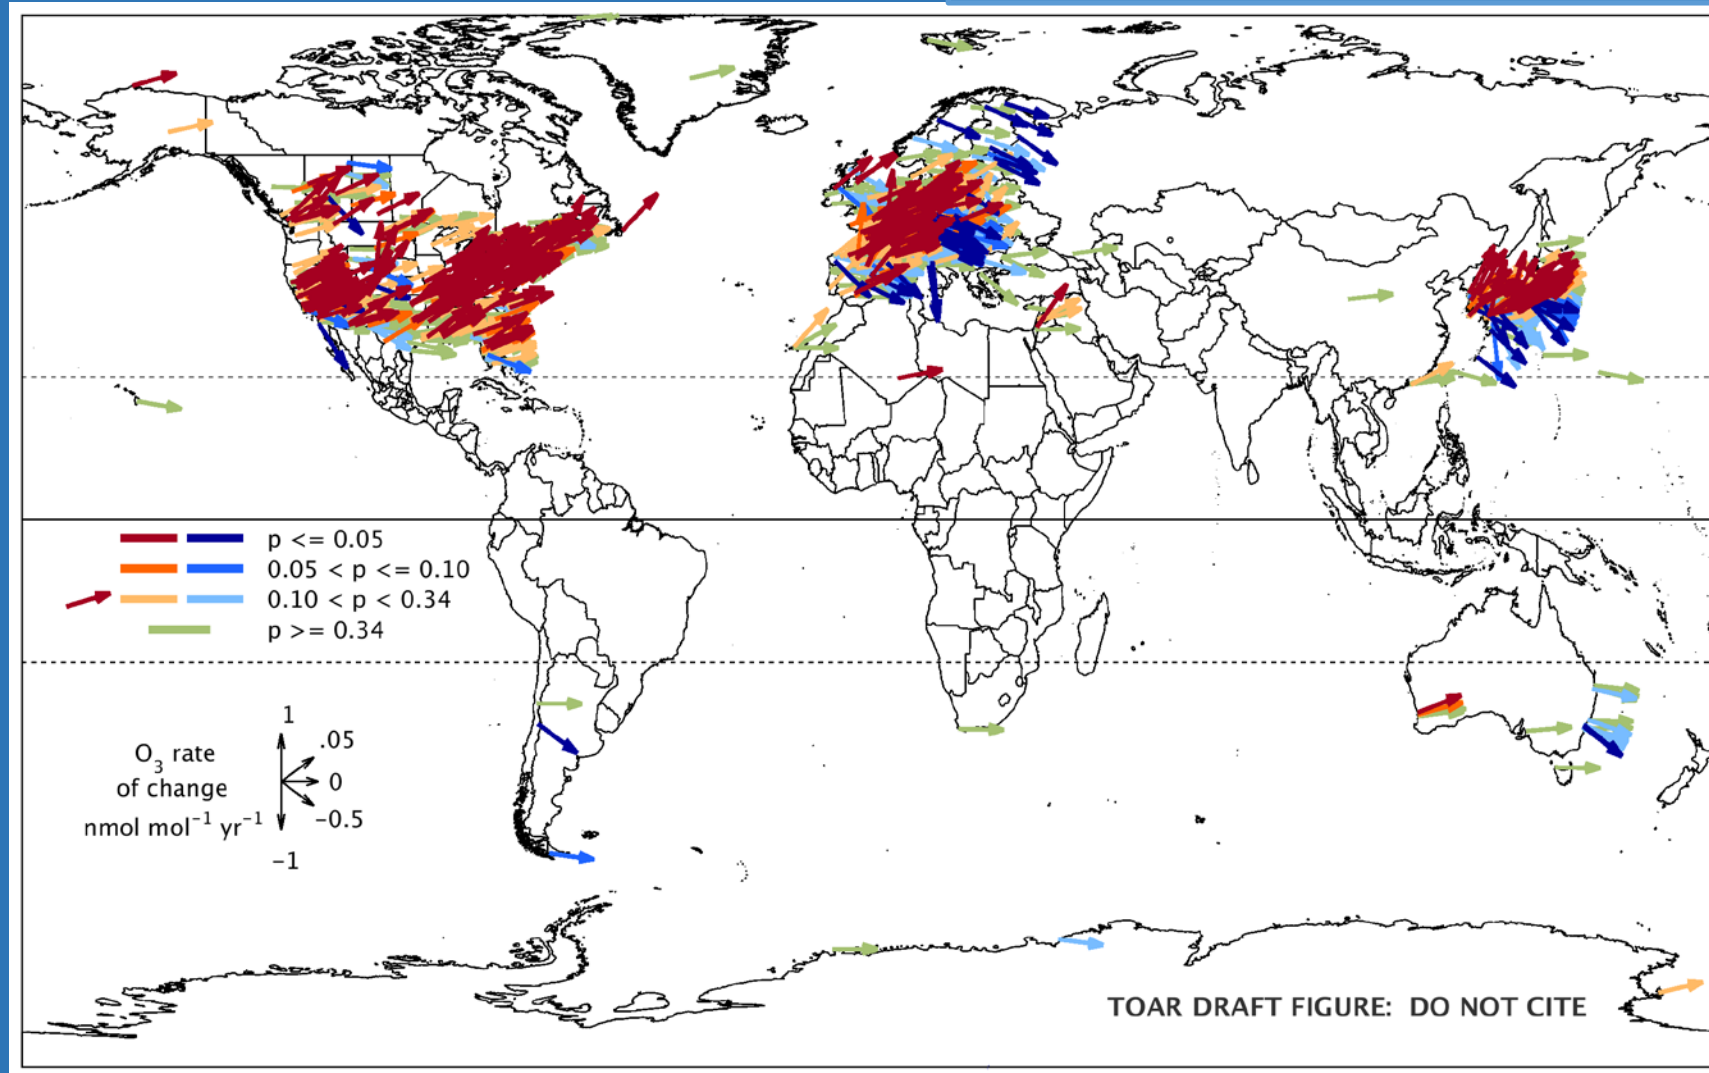 p <= 0.05
0.05 < p <= 0.10
0.10 < p < 0.34
p >= 0.34
1
.05
O₃ rate
0
of change
−0.5
nmol mol⁻¹ yr⁻¹
−1
TOAR DRAFT FIGURE: DO NOT CITE